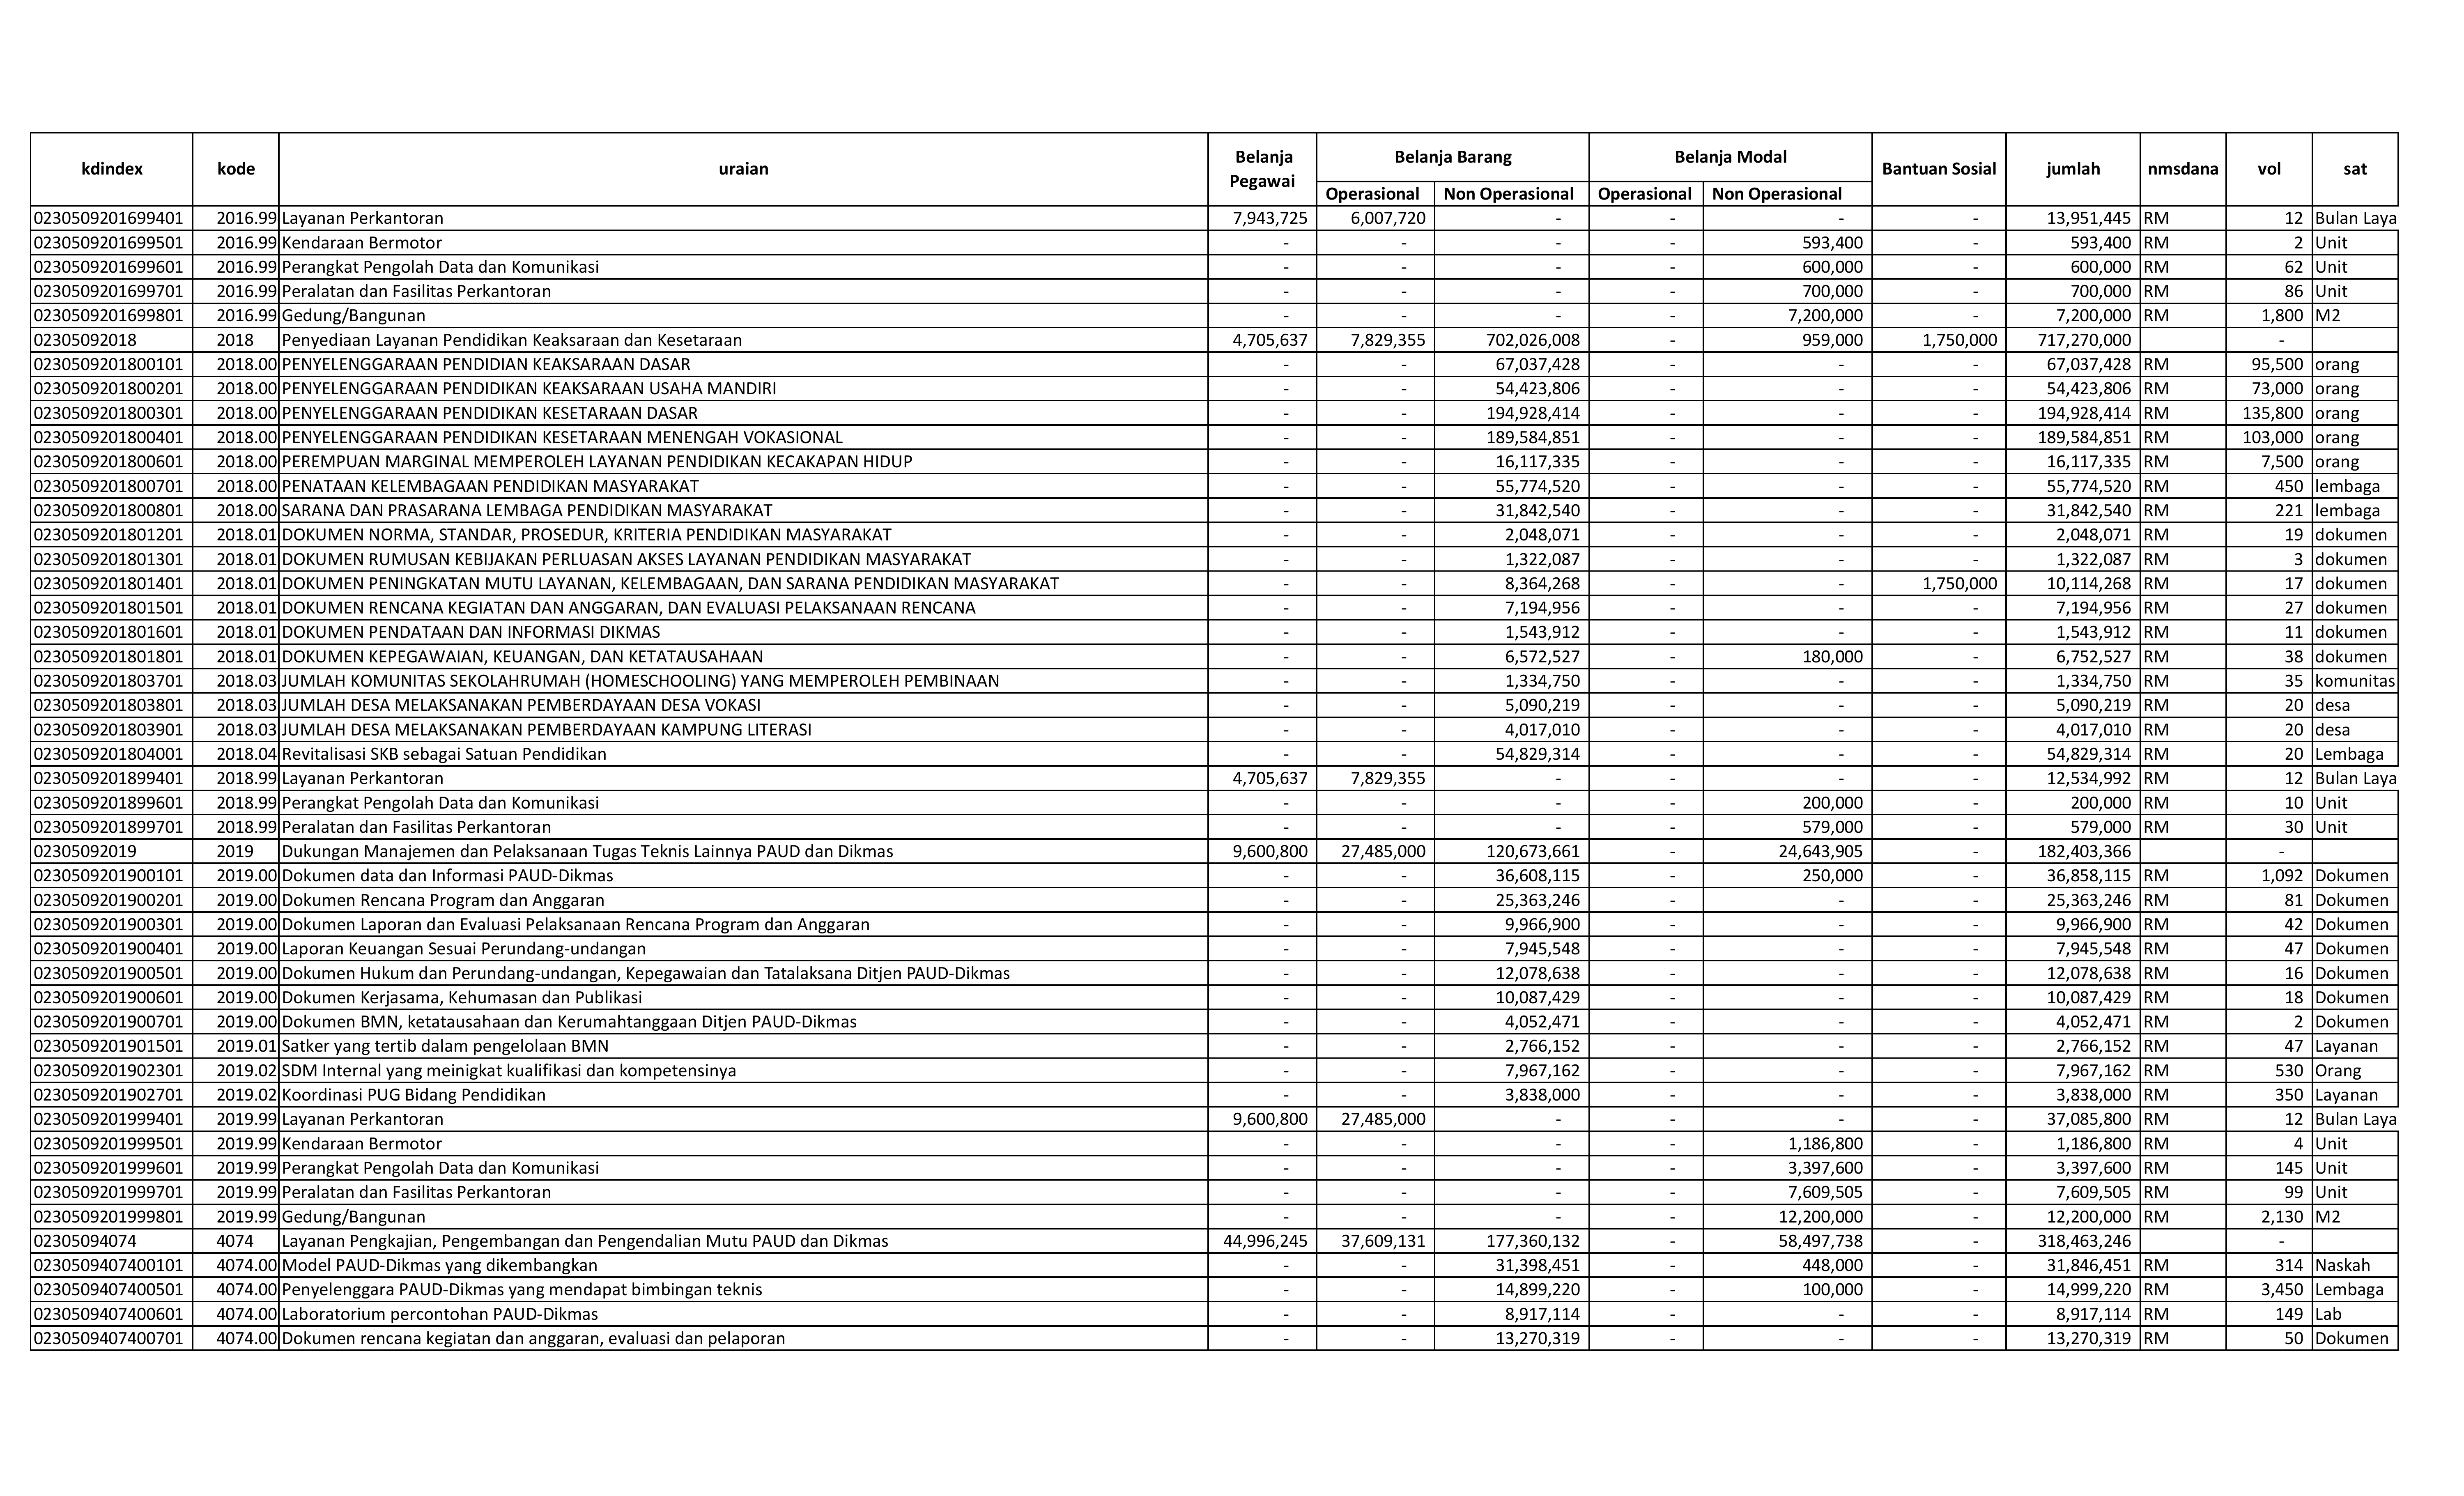 kdindex kode uraian Belanja Pegawai Belanja Barang Belanja Modal Bantuan Sosial jumlah nmsdana vol sat
Operasional Non Operasional Operasional Non Operasional
0230509201699401 2016.99 Layanan Perkantoran 7,943,725 6,007,720 - - - - 13,951,445 RM 12 Bulan Laya
0230509201699501 2016.99 Kendaraan Bermotor - - - - 593,400 - 593,400 RM 2 Unit
0230509201699601 2016.99 Perangkat Pengolah Data dan Komunikasi - - - - 600,000 - 600,000 RM 62 Unit
0230509201699701 2016.99 Peralatan dan Fasilitas Perkantoran - - - - 700,000 - 700,000 RM 86 Unit
0230509201699801 2016.99 Gedung/Bangunan - - - - 7,200,000 - 7,200,000 RM 1,800 M2
02305092018 2018 Penyediaan Layanan Pendidikan Keaksaraan dan Kesetaraan 4,705,637 7,829,355 702,026,008 - 959,000 1,750,000 717,270,000 -
0230509201800101 2018.00 PENYELENGGARAAN PENDIDIAN KEAKSARAAN DASAR - - 67,037,428 - - - 67,037,428 RM 95,500 orang
0230509201800201 2018.00 PENYELENGGARAAN PENDIDIKAN KEAKSARAAN USAHA MANDIRI - - 54,423,806 - - - 54,423,806 RM 73,000 orang
0230509201800301 2018.00 PENYELENGGARAAN PENDIDIKAN KESETARAAN DASAR - - 194,928,414 - - - 194,928,414 RM 135,800 orang
0230509201800401 2018.00 PENYELENGGARAAN PENDIDIKAN KESETARAAN MENENGAH VOKASIONAL - - 189,584,851 - - - 189,584,851 RM 103,000 orang
0230509201800601 2018.00 PEREMPUAN MARGINAL MEMPEROLEH LAYANAN PENDIDIKAN KECAKAPAN HIDUP - - 16,117,335 - - - 16,117,335 RM 7,500 orang
0230509201800701 2018.00 PENATAAN KELEMBAGAAN PENDIDIKAN MASYARAKAT - - 55,774,520 - - - 55,774,520 RM 450 lembaga
0230509201800801 2018.00 SARANA DAN PRASARANA LEMBAGA PENDIDIKAN MASYARAKAT - - 31,842,540 - - - 31,842,540 RM 221 lembaga
0230509201801201 2018.01 DOKUMEN NORMA, STANDAR, PROSEDUR, KRITERIA PENDIDIKAN MASYARAKAT - - 2,048,071 - - - 2,048,071 RM 19 dokumen
0230509201801301 2018.01 DOKUMEN RUMUSAN KEBIJAKAN PERLUASAN AKSES LAYANAN PENDIDIKAN MASYARAKAT - - 1,322,087 - - - 1,322,087 RM 3 dokumen
0230509201801401 2018.01 DOKUMEN PENINGKATAN MUTU LAYANAN, KELEMBAGAAN, DAN SARANA PENDIDIKAN MASYARAKAT - - 8,364,268 - - 1,750,000 10,114,268 RM 17 dokumen
0230509201801501 2018.01 DOKUMEN RENCANA KEGIATAN DAN ANGGARAN, DAN EVALUASI PELAKSANAAN RENCANA - - 7,194,956 - - - 7,194,956 RM 27 dokumen
0230509201801601 2018.01 DOKUMEN PENDATAAN DAN INFORMASI DIKMAS - - 1,543,912 - - - 1,543,912 RM 11 dokumen
0230509201801801 2018.01 DOKUMEN KEPEGAWAIAN, KEUANGAN, DAN KETATAUSAHAAN - - 6,572,527 - 180,000 - 6,752,527 RM 38 dokumen
0230509201803701 2018.03 JUMLAH KOMUNITAS SEKOLAHRUMAH (HOMESCHOOLING) YANG MEMPEROLEH PEMBINAAN - - 1,334,750 - - - 1,334,750 RM 35 komunitas
0230509201803801 2018.03 JUMLAH DESA MELAKSANAKAN PEMBERDAYAAN DESA VOKASI - - 5,090,219 - - - 5,090,219 RM 20 desa
0230509201803901 2018.03 JUMLAH DESA MELAKSANAKAN PEMBERDAYAAN KAMPUNG LITERASI - - 4,017,010 - - - 4,017,010 RM 20 desa
0230509201804001 2018.04 Revitalisasi SKB sebagai Satuan Pendidikan - - 54,829,314 - - - 54,829,314 RM 20 Lembaga
0230509201899401 2018.99 Layanan Perkantoran 4,705,637 7,829,355 - - - - 12,534,992 RM 12 Bulan Laya
0230509201899601 2018.99 Perangkat Pengolah Data dan Komunikasi - - - - 200,000 - 200,000 RM 10 Unit
0230509201899701 2018.99 Peralatan dan Fasilitas Perkantoran - - - - 579,000 - 579,000 RM 30 Unit
02305092019 2019 Dukungan Manajemen dan Pelaksanaan Tugas Teknis Lainnya PAUD dan Dikmas 9,600,800 27,485,000 120,673,661 - 24,643,905 - 182,403,366 -
0230509201900101 2019.00 Dokumen data dan Informasi PAUD-Dikmas - - 36,608,115 - 250,000 - 36,858,115 RM 1,092 Dokumen
0230509201900201 2019.00 Dokumen Rencana Program dan Anggaran - - 25,363,246 - - - 25,363,246 RM 81 Dokumen
0230509201900301 2019.00 Dokumen Laporan dan Evaluasi Pelaksanaan Rencana Program dan Anggaran - - 9,966,900 - - - 9,966,900 RM 42 Dokumen
0230509201900401 2019.00 Laporan Keuangan Sesuai Perundang-undangan - - 7,945,548 - - - 7,945,548 RM 47 Dokumen
0230509201900501 2019.00 Dokumen Hukum dan Perundang-undangan, Kepegawaian dan Tatalaksana Ditjen PAUD-Dikmas - - 12,078,638 - - - 12,078,638 RM 16 Dokumen
0230509201900601 2019.00 Dokumen Kerjasama, Kehumasan dan Publikasi - - 10,087,429 - - - 10,087,429 RM 18 Dokumen
0230509201900701 2019.00 Dokumen BMN, ketatausahaan dan Kerumahtanggaan Ditjen PAUD-Dikmas - - 4,052,471 - - - 4,052,471 RM 2 Dokumen
0230509201901501 2019.01 Satker yang tertib dalam pengelolaan BMN - - 2,766,152 - - - 2,766,152 RM 47 Layanan
0230509201902301 2019.02 SDM Internal yang meinigkat kualifikasi dan kompetensinya - - 7,967,162 - - - 7,967,162 RM 530 Orang
0230509201902701 2019.02 Koordinasi PUG Bidang Pendidikan - - 3,838,000 - - - 3,838,000 RM 350 Layanan
0230509201999401 2019.99 Layanan Perkantoran 9,600,800 27,485,000 - - - - 37,085,800 RM 12 Bulan Laya
0230509201999501 2019.99 Kendaraan Bermotor - - - - 1,186,800 - 1,186,800 RM 4 Unit
0230509201999601 2019.99 Perangkat Pengolah Data dan Komunikasi - - - - 3,397,600 - 3,397,600 RM 145 Unit
0230509201999701 2019.99 Peralatan dan Fasilitas Perkantoran - - - - 7,609,505 - 7,609,505 RM 99 Unit
0230509201999801 2019.99 Gedung/Bangunan - - - - 12,200,000 - 12,200,000 RM 2,130 M2
02305094074 4074 Layanan Pengkajian, Pengembangan dan Pengendalian Mutu PAUD dan Dikmas 44,996,245 37,609,131 177,360,132 - 58,497,738 - 318,463,246 -
0230509407400101 4074.00 Model PAUD-Dikmas yang dikembangkan - - 31,398,451 - 448,000 - 31,846,451 RM 314 Naskah
0230509407400501 4074.00 Penyelenggara PAUD-Dikmas yang mendapat bimbingan teknis - - 14,899,220 - 100,000 - 14,999,220 RM 3,450 Lembaga
0230509407400601 4074.00 Laboratorium percontohan PAUD-Dikmas - - 8,917,114 - - - 8,917,114 RM 149 Lab
0230509407400701 4074.00 Dokumen rencana kegiatan dan anggaran, evaluasi dan pelaporan - - 13,270,319 - - - 13,270,319 RM 50 Dokumen